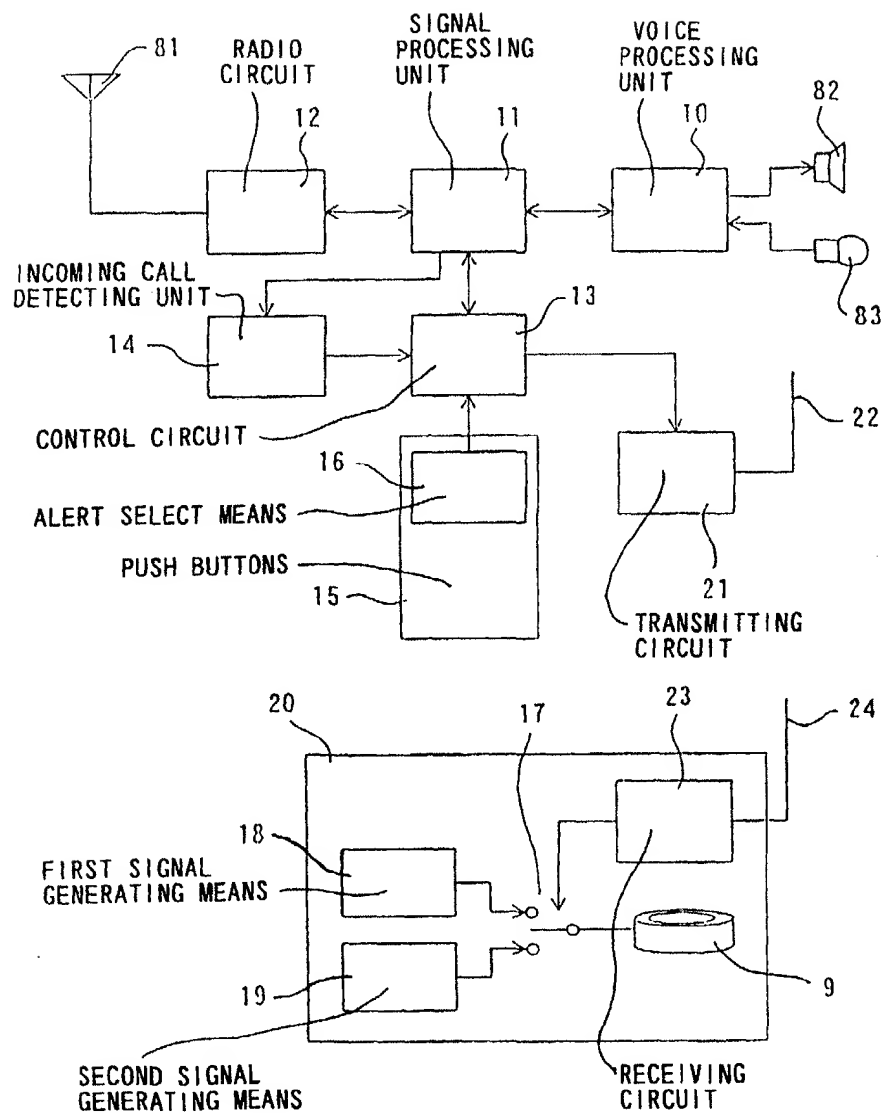 81
RADIO
CIRCUIT
SIGNAL
PROCESSING
UNIT
VOICE
PROCESSING
UNIT
12
11
10
82
83
INCOMING CALL
DETECTING UNIT
14
13
CONTROL CIRCUIT
22
16
ALERT SELECT MEANS
PUSH BUTTONS
15
21
TRANSMITTING
CIRCUIT
20
17
23
24
18
FIRST SIGNAL
GENERATING MEANS
19
9
SECOND SIGNAL
GENERATING MEANS
RECEIVING
CIRCUIT